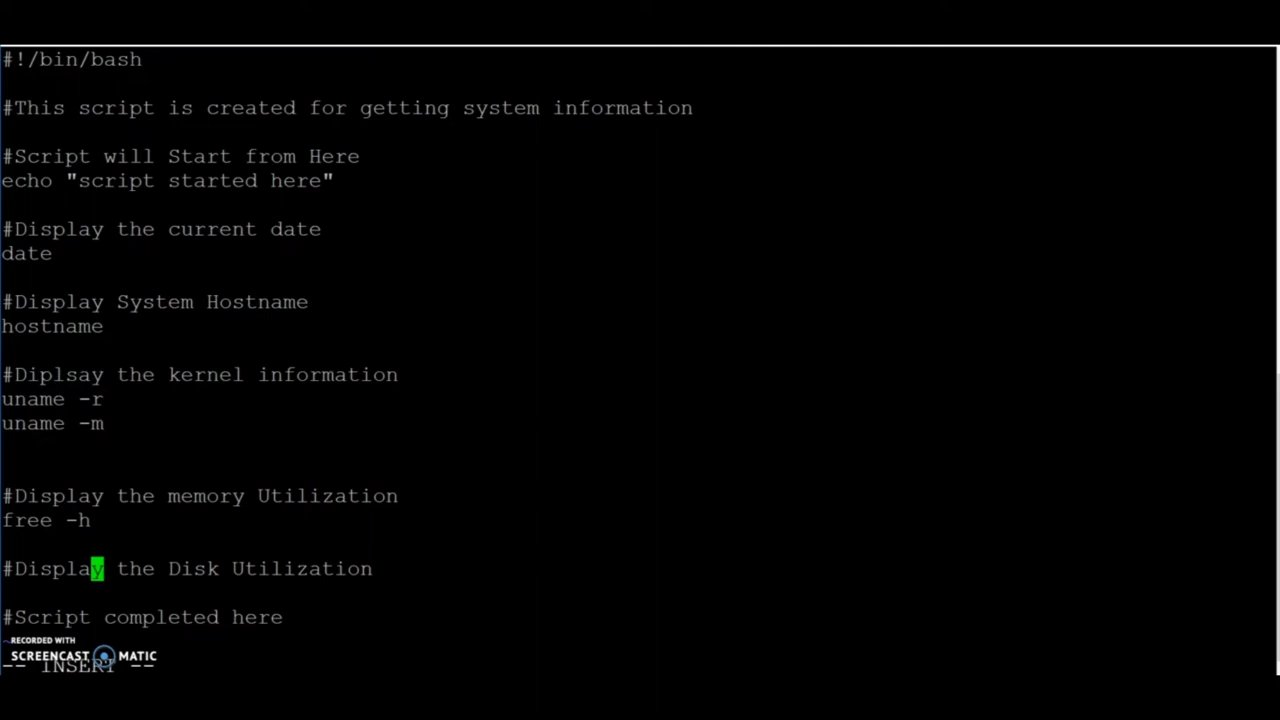 #!/bin/bash
#This script is created for getting system information
#Script will Start from Here
echo "script started here"
#Display the current date
date
#Display System Hostname
hostname
#Diplsay the kernel information
uname -r
uname -m
#Display the memory Utilization
free -h
#Display the Disk Utilization
#Script completed here
RECORDED WITH
SCREENCAST MATIC
-- INSERT --